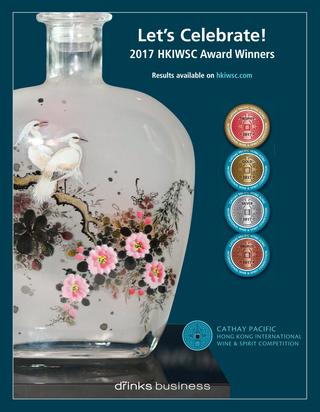 Let's Celebrate!
2017 HKIWSC Award Winners
Results available on hkiwsc.com
CATHAY PACIFIC
HONG KONG INTERNATIONAL
WINE & SPIRIT COMPETITION
drinks business